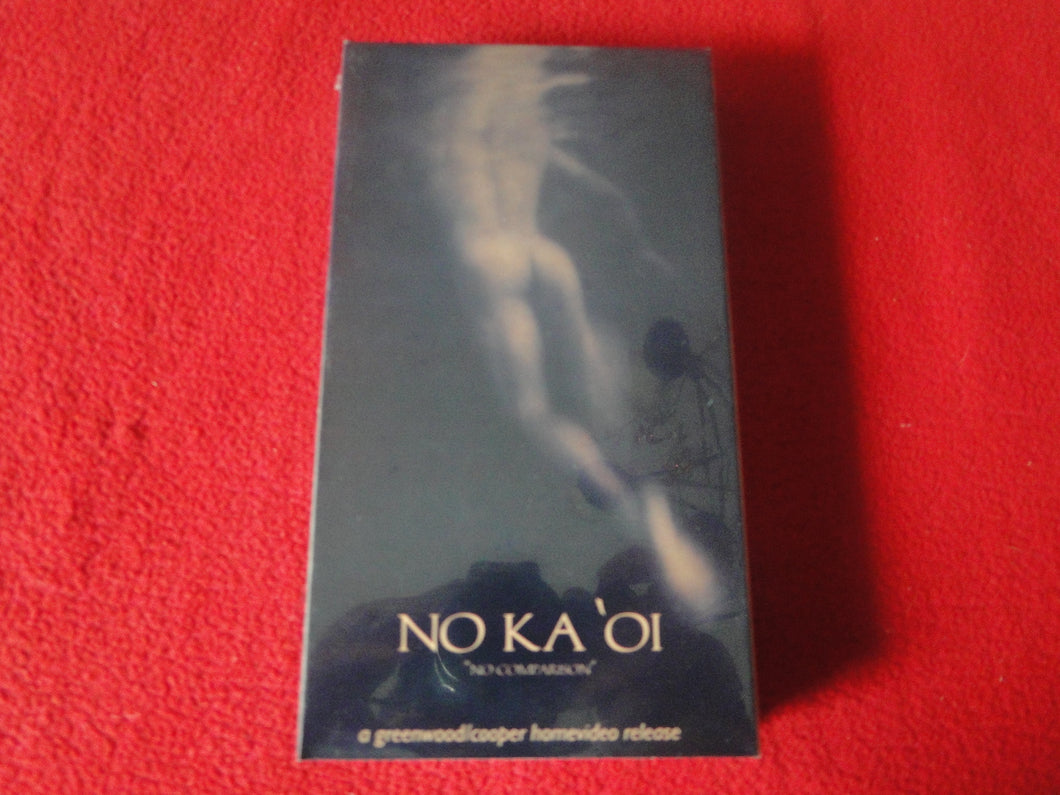 NO KA 'OI
"NO COMPARISON"
a greenwood/cooper homevideo release